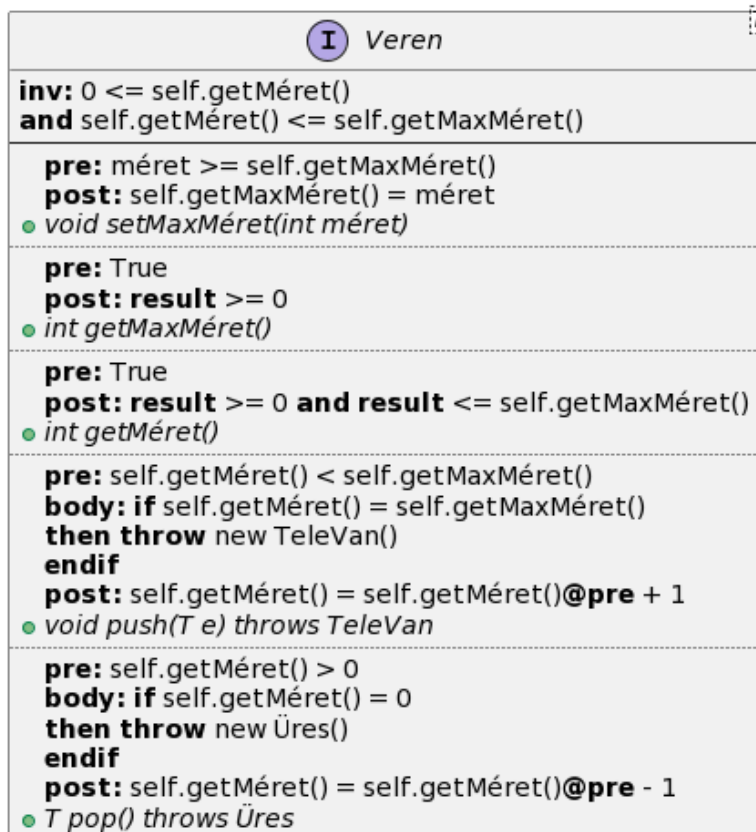 I Veren
inv: 0 <= self.getMéret()
and self.getMéret() <= self.getMaxMéret()
pre: méret >= self.getMaxMéret()
post: self.getMaxMéret() = méret
void setMaxMéret(int méret)
pre: True
post: result >= 0
int getMaxMéret()
pre: True
post: result >= 0 and result <= self.getMaxMéret()
int getMéret()
pre: self.getMéret() < self.getMaxMéret()
body: if self.getMéret() = self.getMaxMéret()
then throw new TeleVan()
endif
post: self.getMéret() = self.getMéret()@pre + 1
void push(T e) throws TeleVan
pre: self.getMéret() > 0
body: if self.getMéret() = 0
then throw new Üres()
endif
post: self.getMéret() = self.getMéret()@pre - 1
T pop() throws Üres